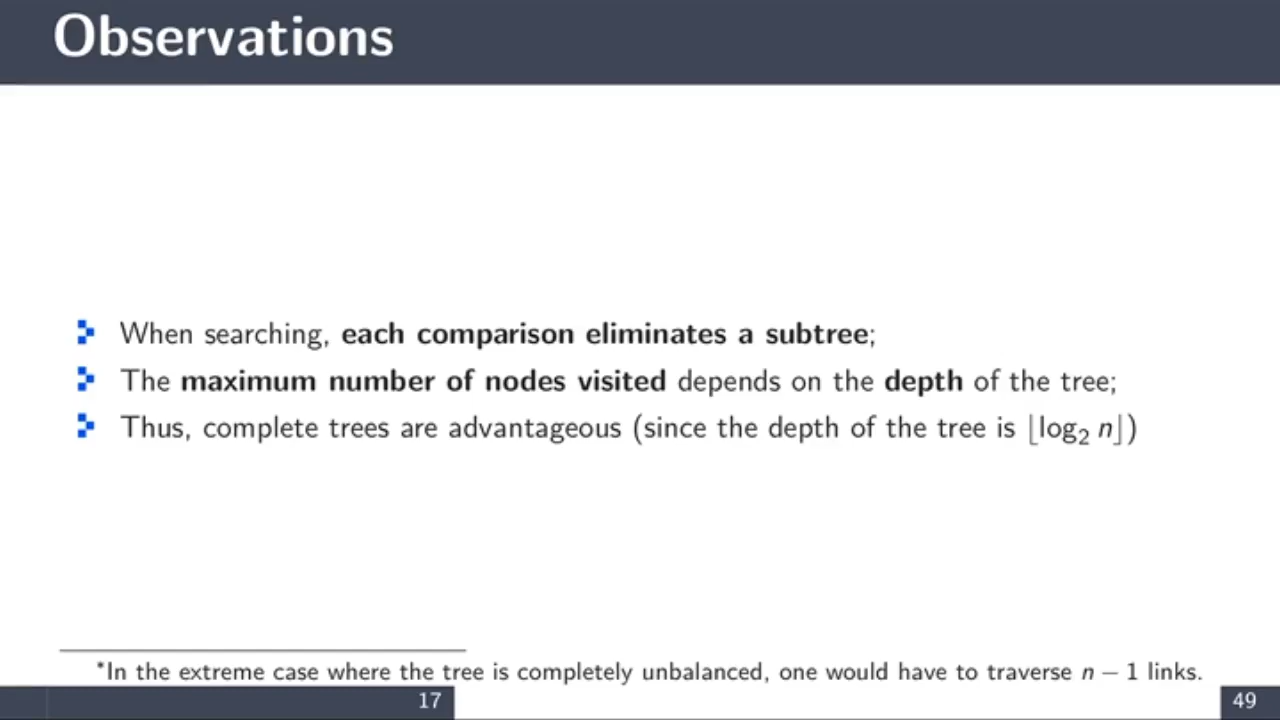 Observations
When searching, each comparison eliminates a subtree;
The maximum number of nodes visited depends on the depth of the tree;
Thus, complete trees are advantageous (since the depth of the tree is ⌊log₂ n⌋)
*In the extreme case where the tree is completely unbalanced, one would have to traverse n − 1 links.
17
49